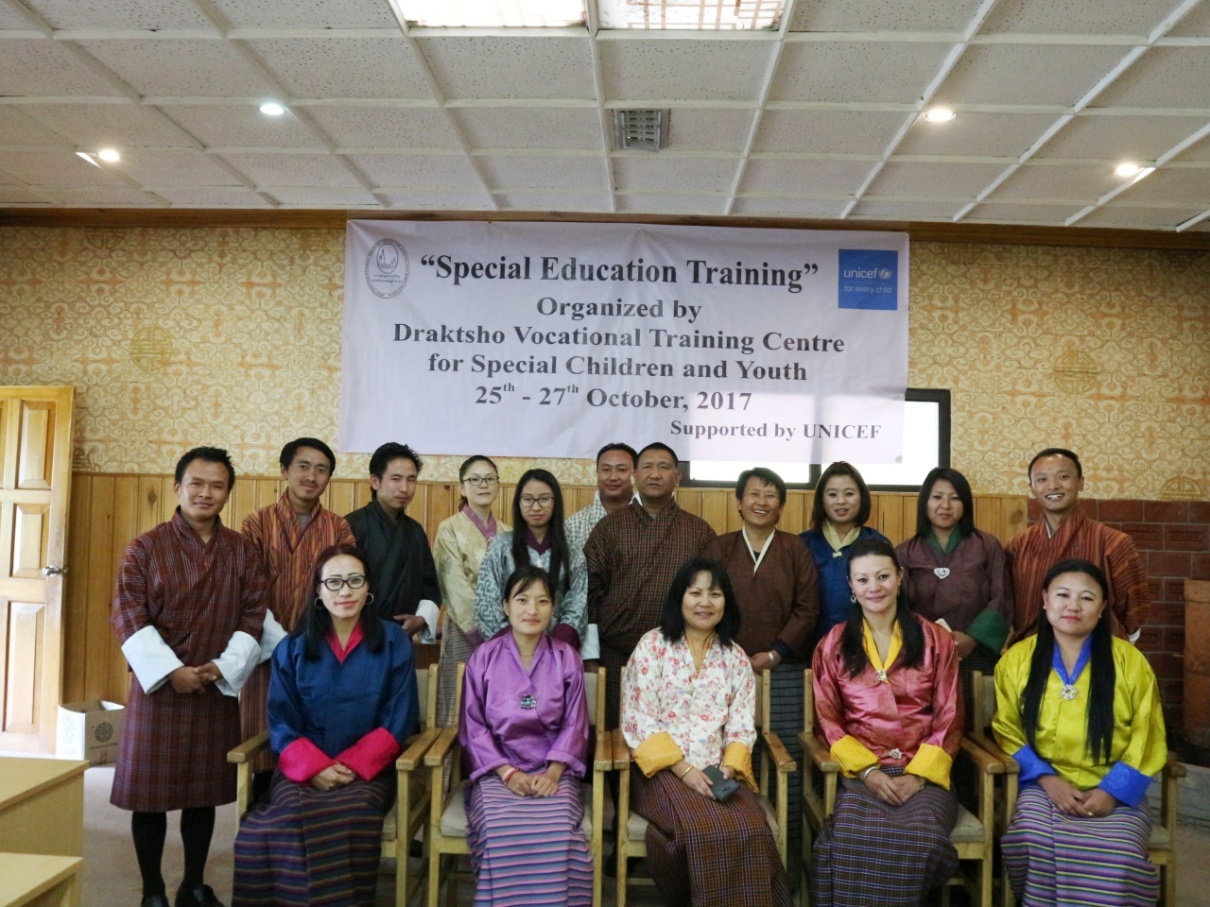 “Special Education Training”
unicef
for every child
Organized by
Draktsho Vocational Training Centre
for Special Children and Youth
25th - 27th October, 2017
Supported by UNICEF